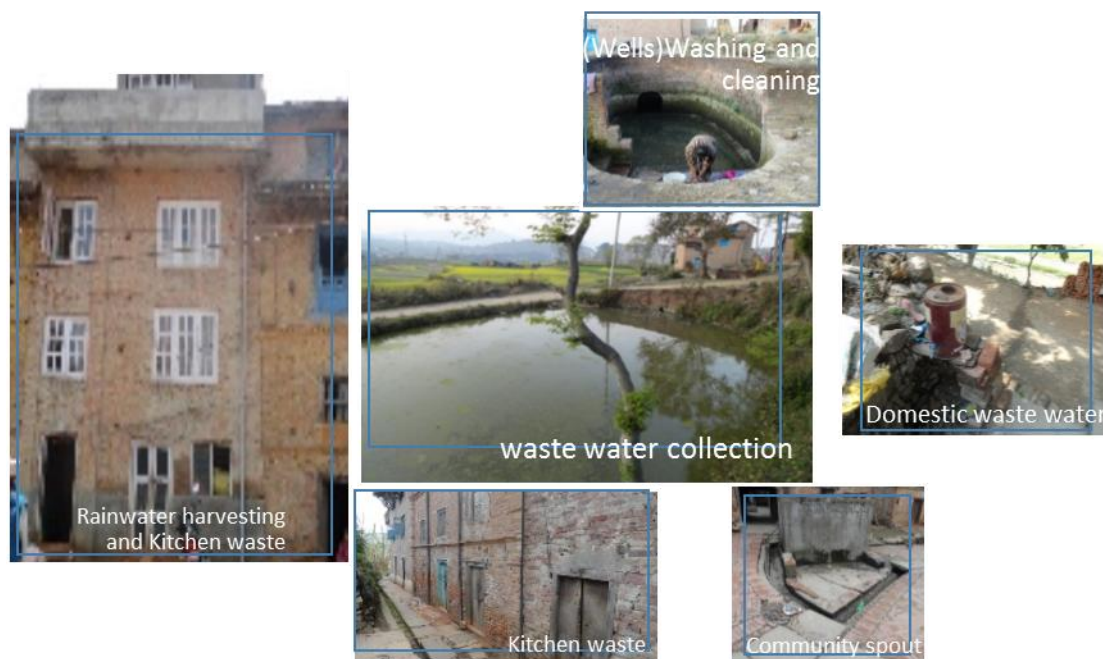 (Wells)Washing and
cleaning
Rainwater harvesting
and Kitchen waste
waste water collection
Domestic waste water
Kitchen waste
Community spout